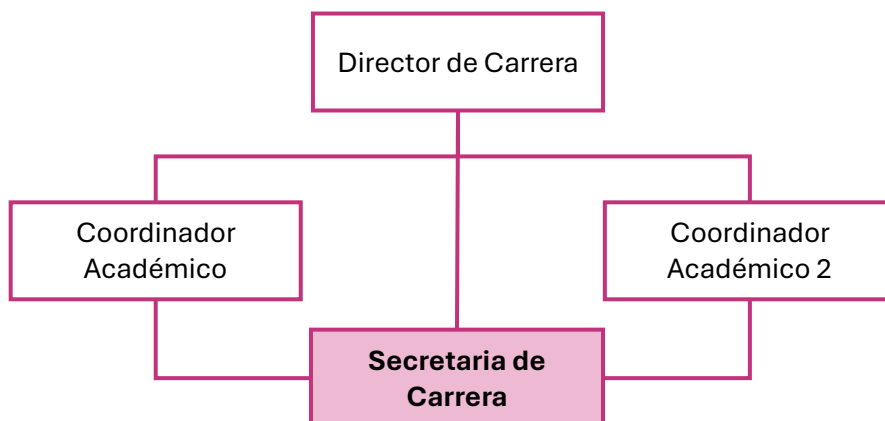 Director de Carrera
Coordinador
Académico
Coordinador
Académico 2
Secretaria de
Carrera